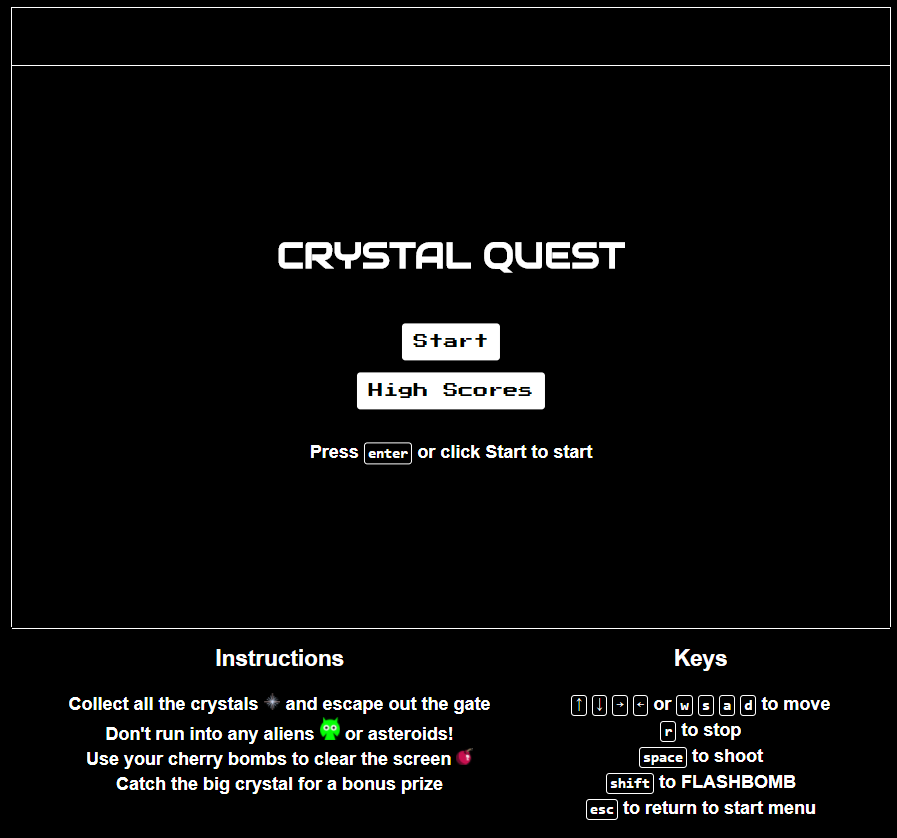 CRYSTAL QUEST
Start
High Scores
Press enter or click Start to start
Instructions
Collect all the crystals and escape out the gate
Don't run into any aliens or asteroids!
Use your cherry bombs to clear the screen
Catch the big crystal for a bonus prize
Keys
↑ ↓ → ← or w s a d to move
r to stop
space to shoot
shift to FLASHBOMB
esc to return to start menu